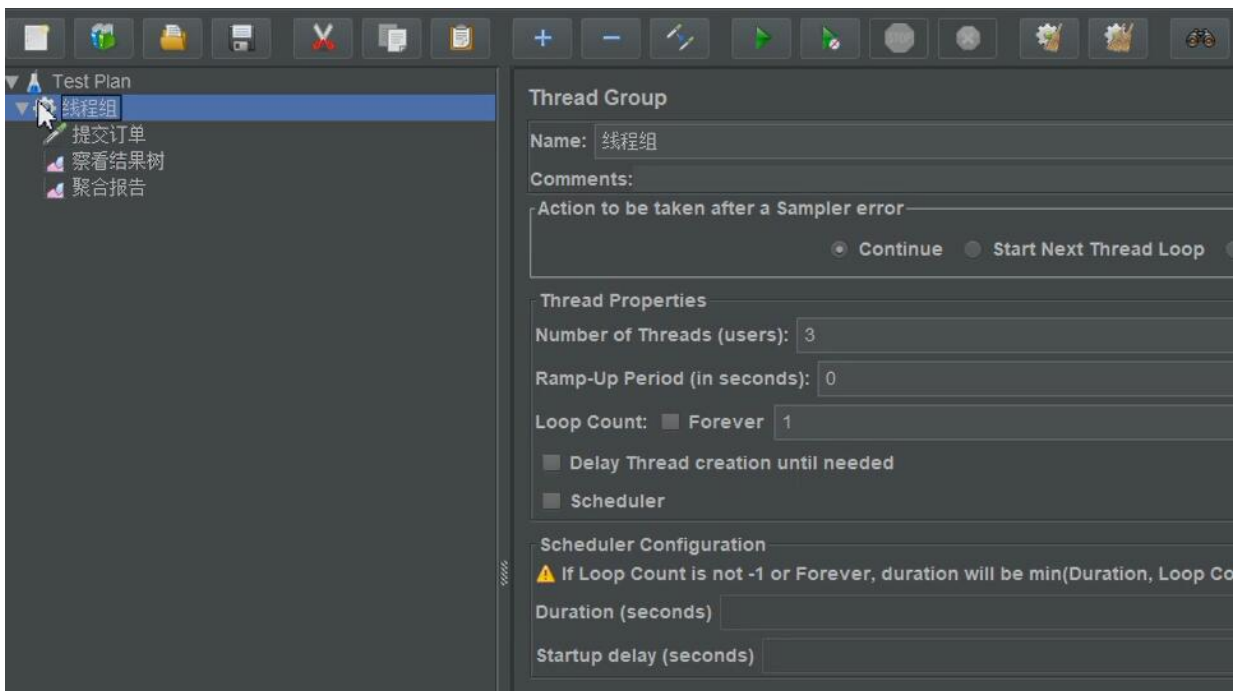 Test Plan
线程组
提交订单
察看结果树
聚合报告
Thread Group
Name: 线程组
Comments:
Action to be taken after a Sampler error
Continue Start Next Thread Loop
Thread Properties
Number of Threads (users): 3
Ramp-Up Period (in seconds): 0
Loop Count: Forever 1
Delay Thread creation until needed
Scheduler
Scheduler Configuration
If Loop Count is not -1 or Forever, duration will be min(Duration, Loop Co
Duration (seconds)
Startup delay (seconds)